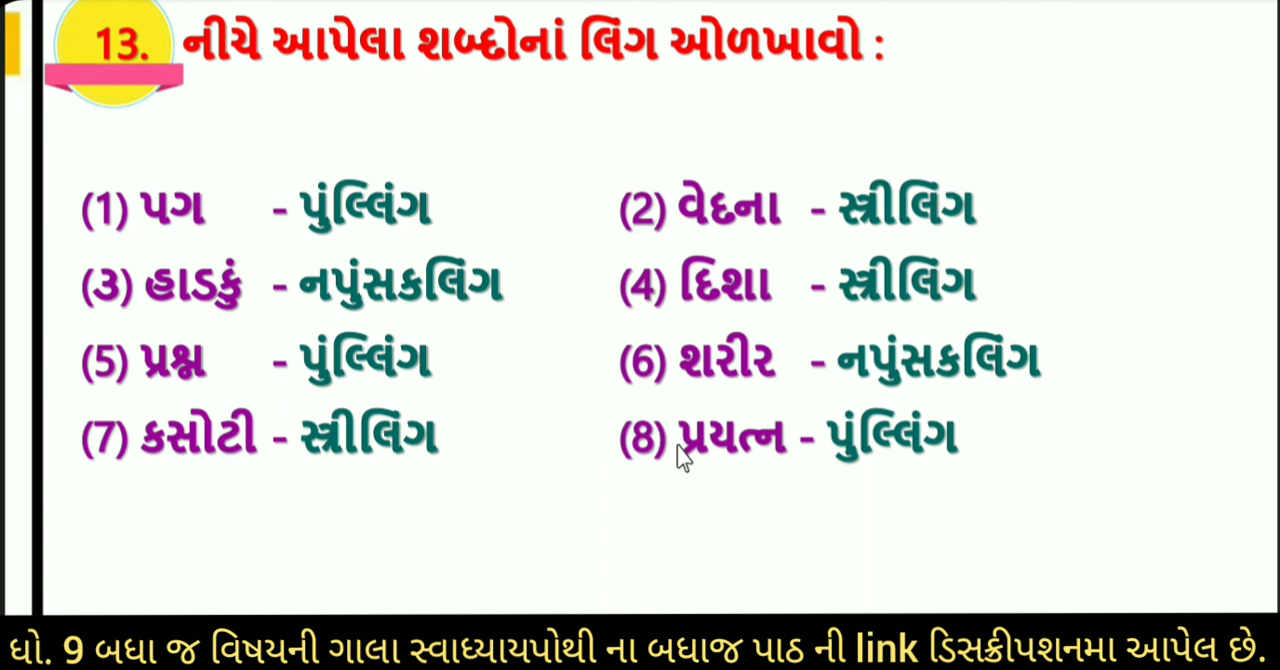 13. નીચે આપેલા શબ્દોનાં લિંગ ઓળખાવો :
(1) પગ - પુંલ્લિંગ (2) વેદના - સ્ત્રીલિંગ
(૩) હાડકું - નપુંસકલિંગ (4) દિશા - સ્ત્રીલિંગ
(5) પ્રશ્ન - પુંલ્લિંગ (6) શરીર - નપુંસકલિંગ
(7) કસોટી - સ્ત્રીલિંગ (8) પ્રયત્ન - પુંલ્લિંગ
ધો. 9 બધા જ વિષયની ગાલા સ્વાધ્યાયપોથી ના બધાજ પાઠ ની link ડિસક્રીપશનમા આપેલ છે.